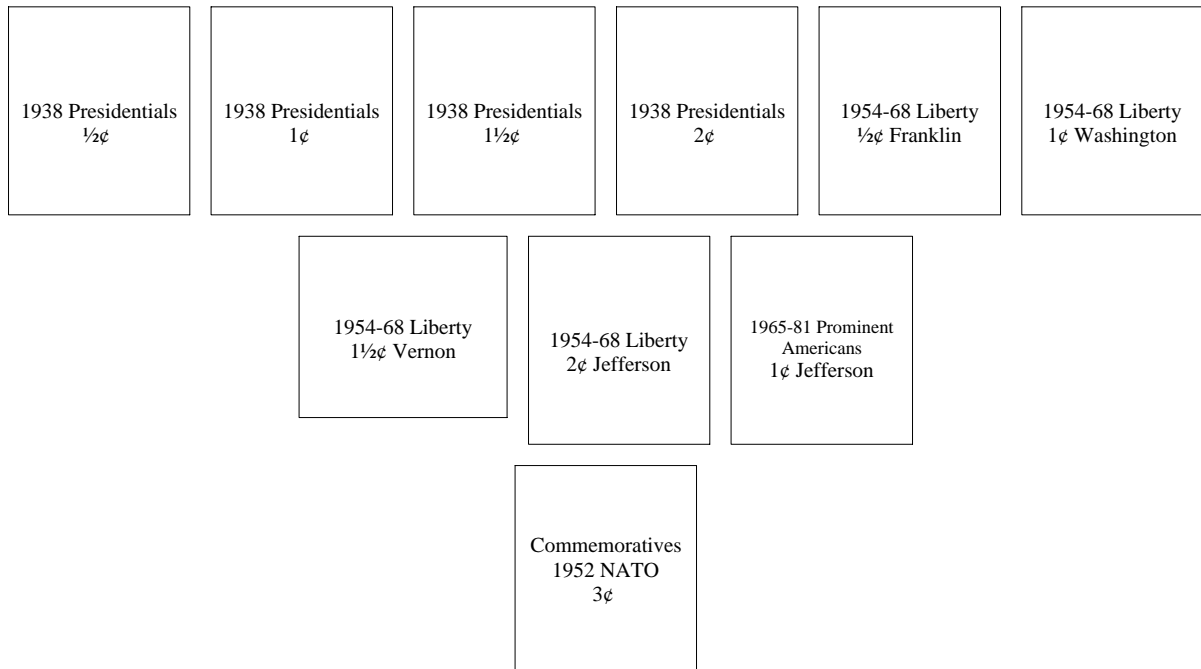 1938 Presidentials
½¢
1938 Presidentials
1¢
1938 Presidentials
1½¢
1938 Presidentials
2¢
1954-68 Liberty
½¢ Franklin
1954-68 Liberty
1¢ Washington
1954-68 Liberty
1½¢ Vernon
1954-68 Liberty
2¢ Jefferson
1965-81 Prominent
Americans
1¢ Jefferson
Commemoratives
1952 NATO
3¢